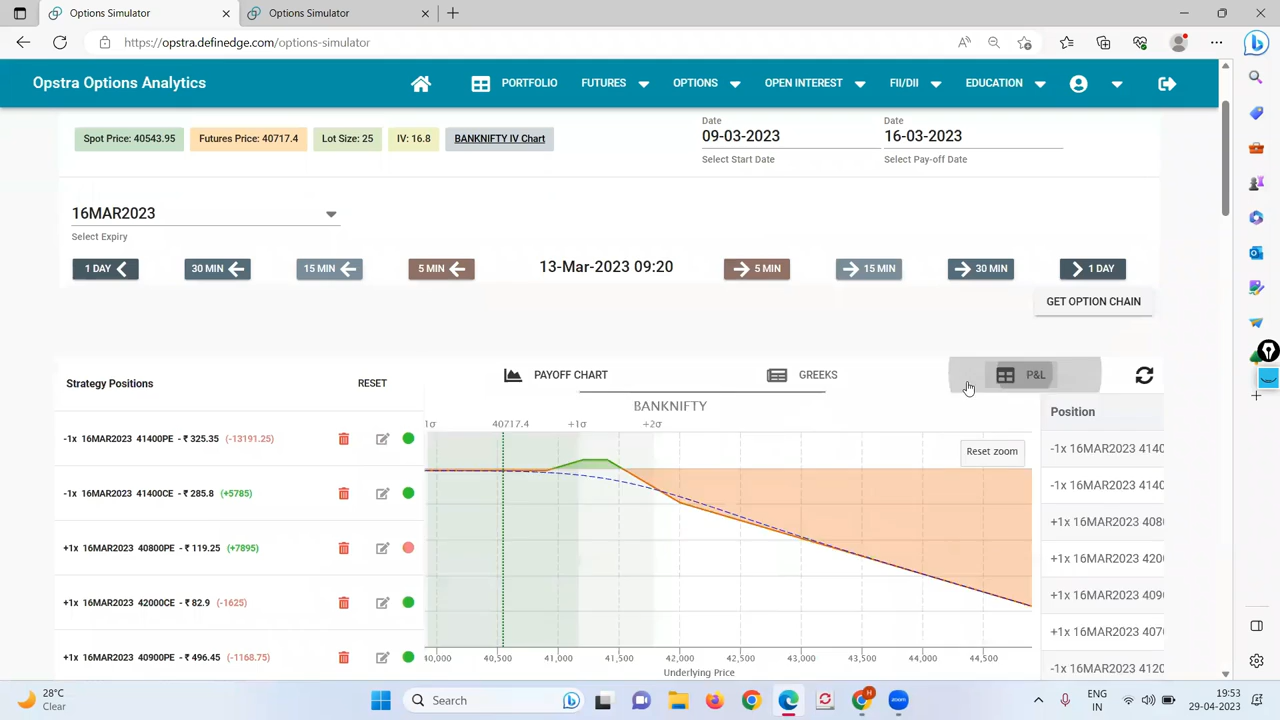 Options Simulator
Options Simulator
https://opstra.definedge.com/options-simulator
Opstra Options Analytics
PORTFOLIO
FUTURES
OPTIONS
OPEN INTEREST
FII/DII
EDUCATION
Spot Price: 40543.95
Futures Price: 40717.4
Lot Size: 25
IV: 16.8
BANKNIFTY IV Chart
Date
09-03-2023
Select Start Date
Date
16-03-2023
Select Pay-off Date
16MAR2023
Select Expiry
1 DAY
30 MIN
15 MIN
5 MIN
13-Mar-2023 09:20
5 MIN
15 MIN
30 MIN
1 DAY
GET OPTION CHAIN
Strategy Positions
RESET
PAYOFF CHART
GREEKS
P&L
-1x 16MAR2023 41400PE - ₹ 325.35 (-13191.25)
-1x 16MAR2023 41400CE - ₹ 285.8 (+5785)
+1x 16MAR2023 40800PE - ₹ 119.25 (+7895)
+1x 16MAR2023 42000CE - ₹ 82.9 (-1625)
+1x 16MAR2023 40900PE - ₹ 496.45 (-1168.75)
BANKNIFTY
1σ
40717.4
+1σ
+2σ
Reset zoom
40,000
40,500
41,000
41,500
42,000
42,500
43,000
43,500
44,000
44,500
Underlying Price
Position
-1x 16MAR2023 4140
-1x 16MAR2023 4140
+1x 16MAR2023 4080
+1x 16MAR2023 4200
+1x 16MAR2023 4090
+1x 16MAR2023 4070
-1x 16MAR2023 4120
28°C
Clear
Search
ENG
IN
19:53
29-04-2023